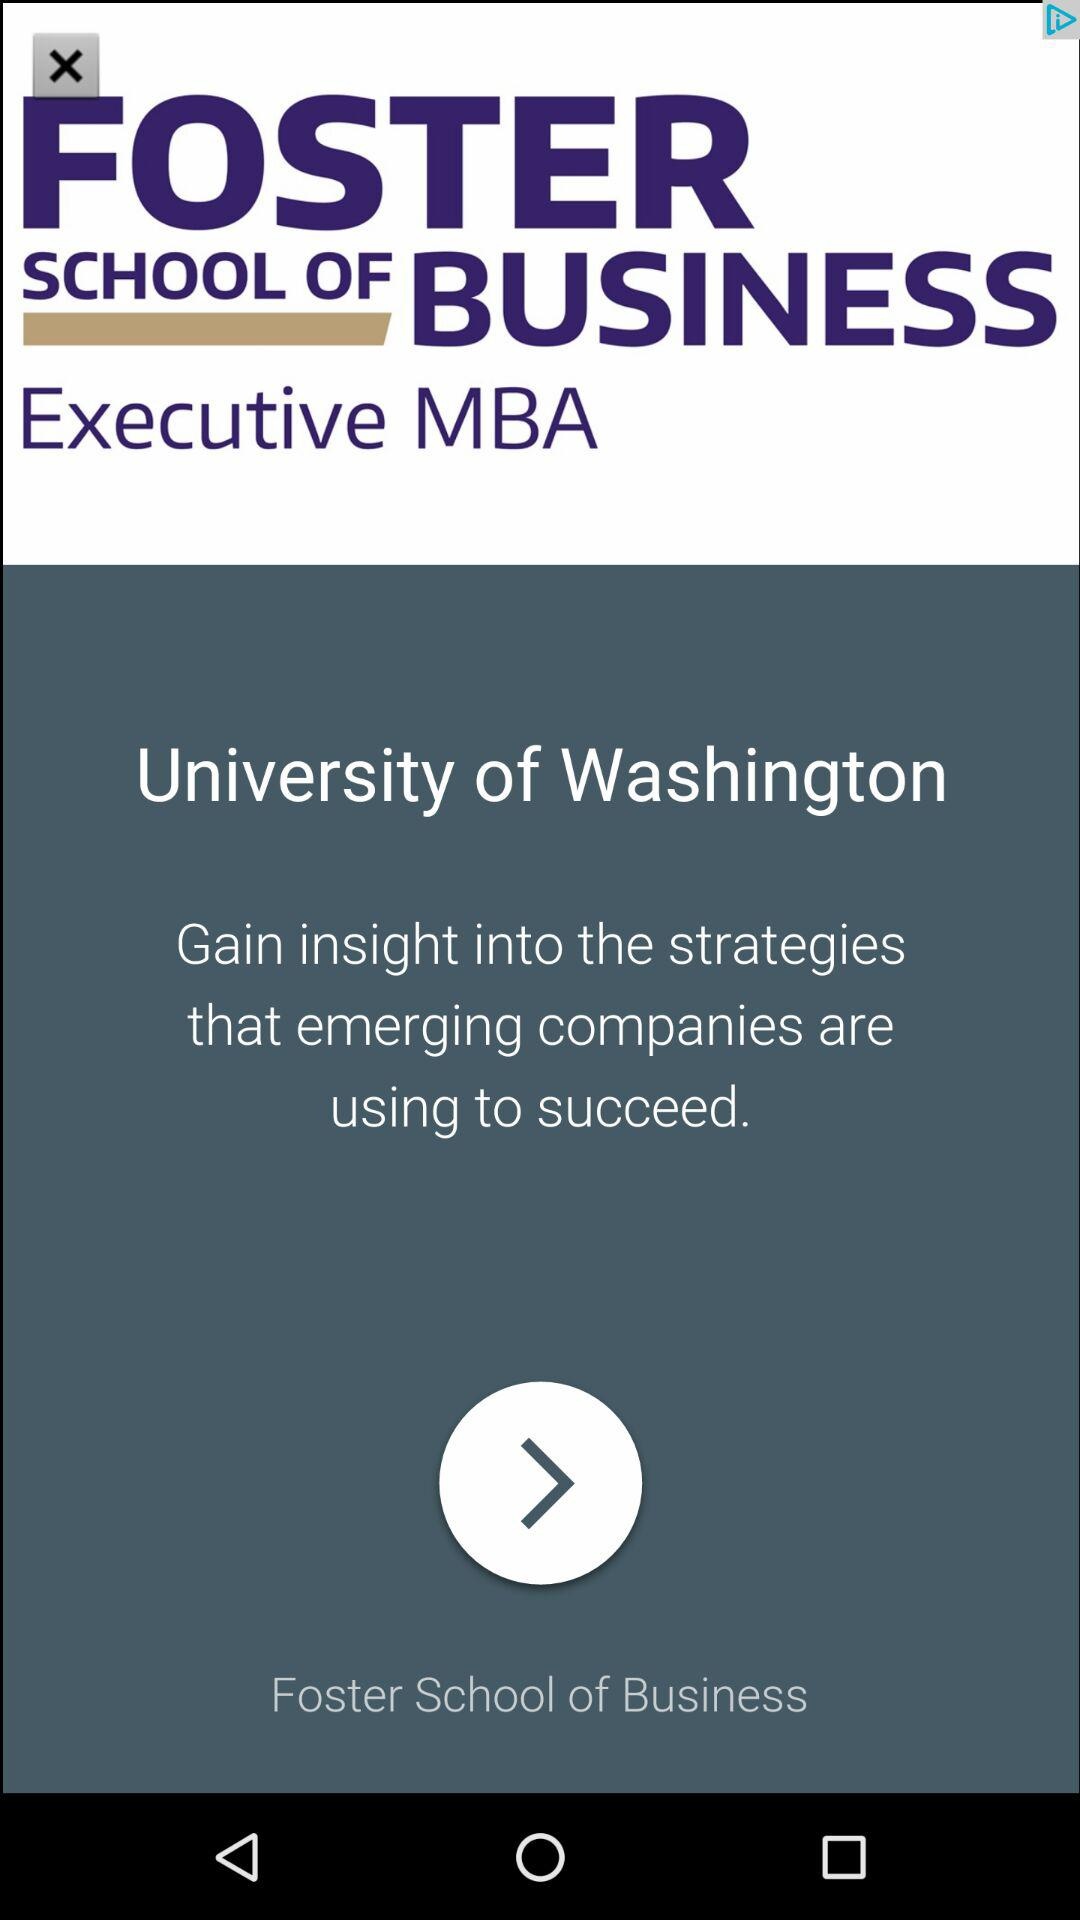 FOSTER
SCHOOL OF BUSINESS
Executive MBA
University of Washington
Gain insight into the strategies
that emerging companies are
using to succeed.
Foster School of Business